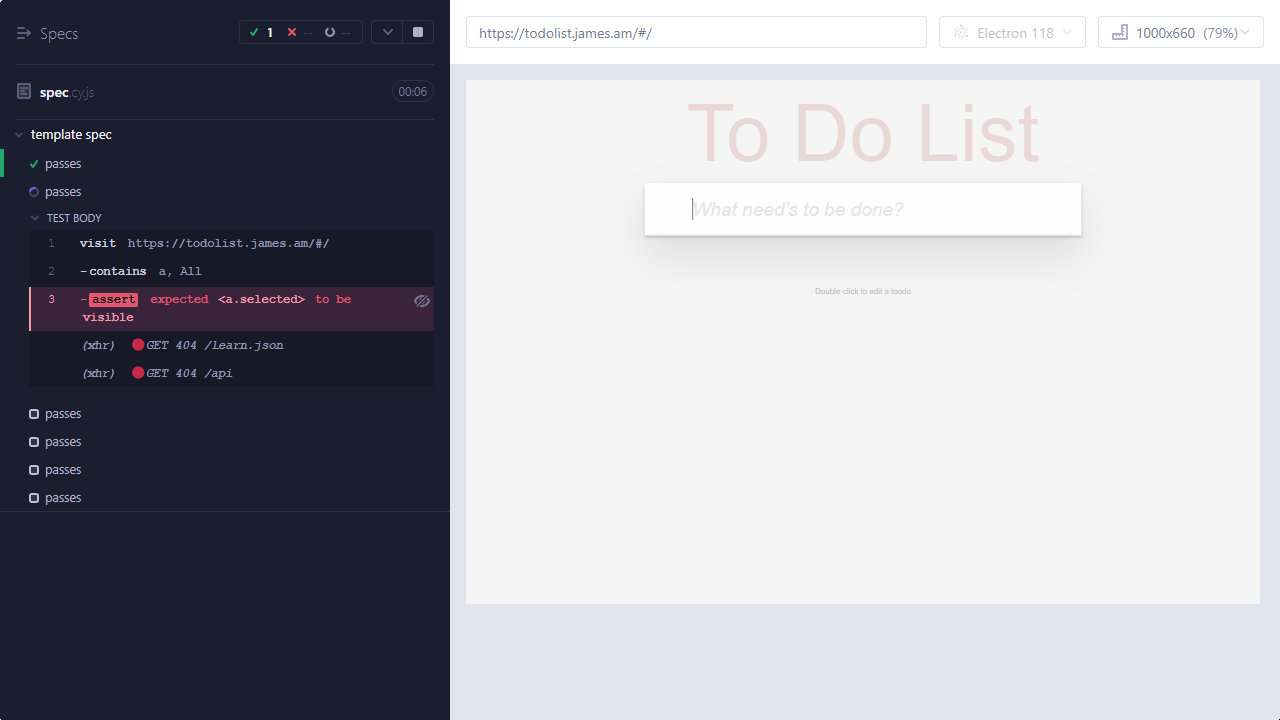 Specs
1 -- --
spec.cy.js 00:06
template spec
passes
passes
TEST BODY
1 visit https://todolist.james.am/#/
2 -contains a, All
3 -assert expected <a.selected> to be
visible
(xhr) GET 404 /learn.json
(xhr) GET 404 /api
passes
passes
passes
passes
https://todolist.james.am/#/
Electron 118
1000x660 (79%)
To Do List
What need's to be done?
Double-click to edit a toodo